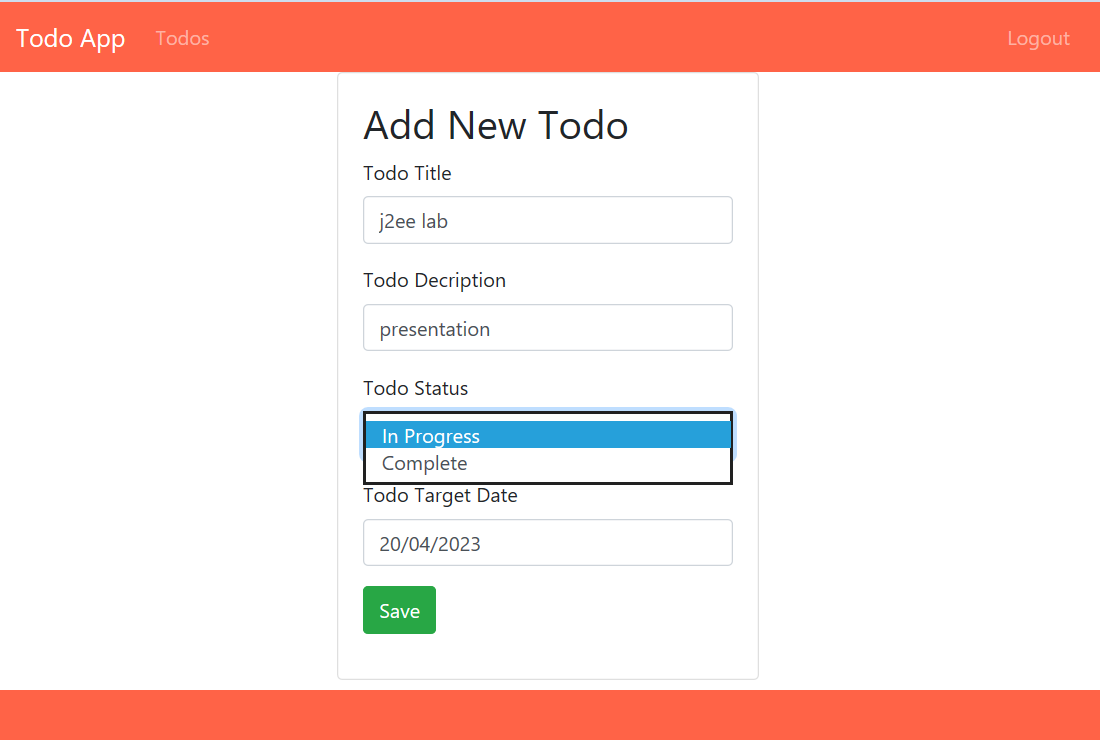 Todo App Todos Logout
Add New Todo
Todo Title
j2ee lab
Todo Decription
presentation
Todo Status
In Progress
Complete
Todo Target Date
20/04/2023
Save